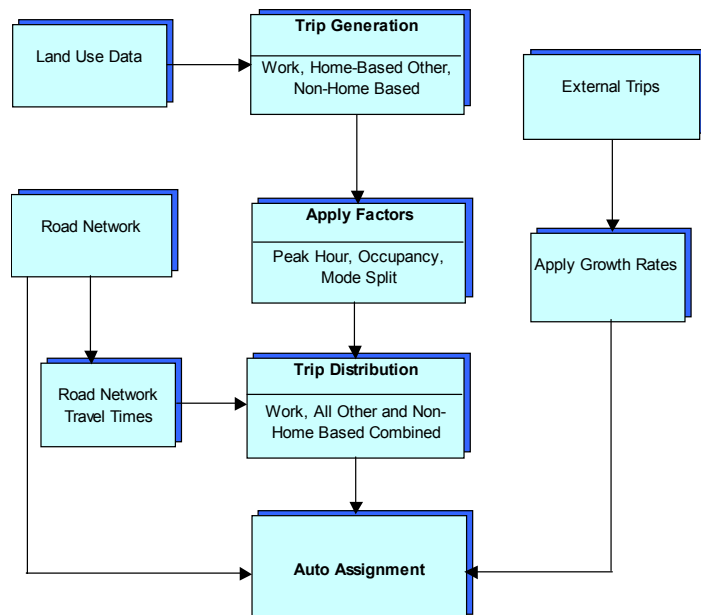 Land Use Data
Trip Generation
Work, Home-Based Other,
Non-Home Based
External Trips
Road Network
Apply Factors
Peak Hour, Occupancy,
Mode Split
Apply Growth Rates
Road Network
Travel Times
Trip Distribution
Work, All Other and Non-
Home Based Combined
Auto Assignment